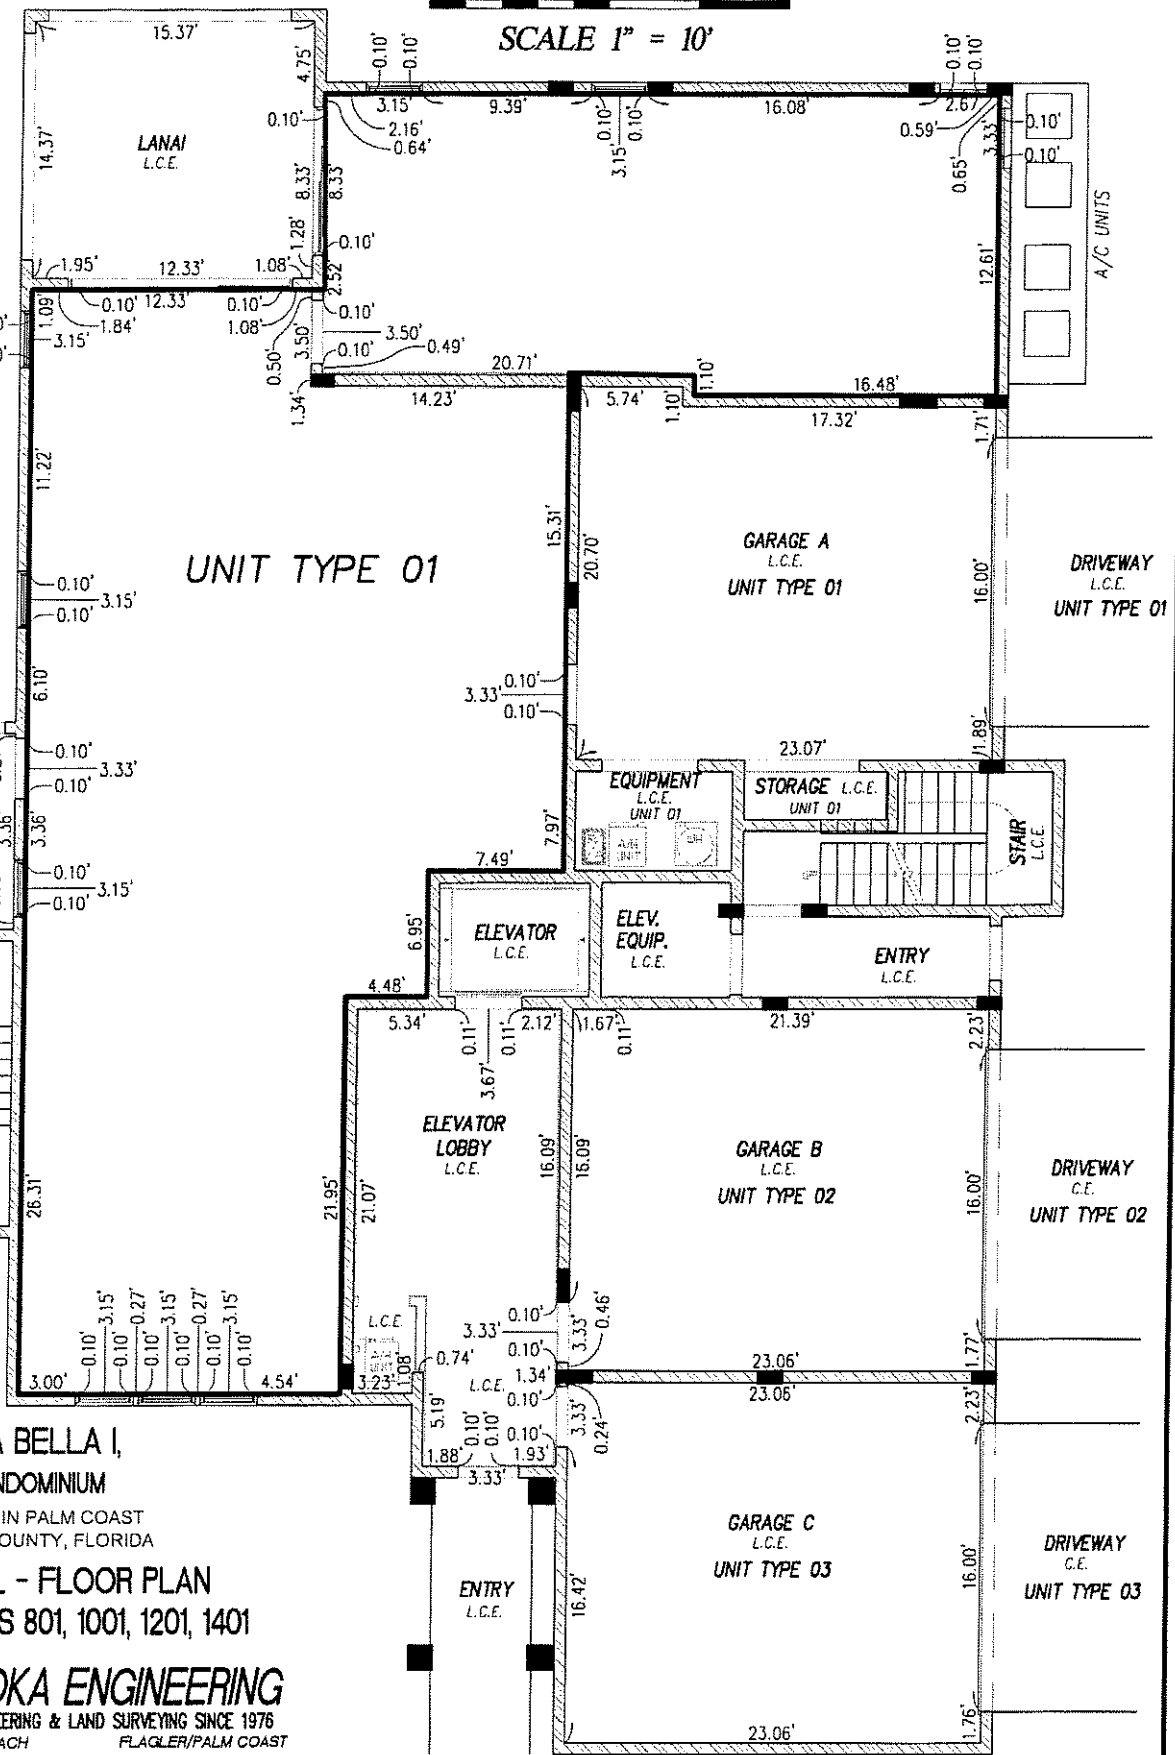 SCALE 1" = 10'
15.37'
4.75'
0.10'
0.10'
3.15'
9.39'
0.10'
0.10'
3.15'
16.08'
0.10'
0.10'
2.67'
0.59'
0.65'
3.33'
0.10'
0.10'
0.10'
2.16'
0.64'
LANAI
L.C.E.
14.37'
8.33'
8.33'
1.28'
0.10'
2.52'
12.61'
A/C UNITS
1.95'
12.33'
1.08'
0.10'
12.33'
0.10'
1.84'
1.08'
1.09'
3.15'
0.50'
3.50'
0.10'
3.50'
0.10'
0.49'
20.71'
1.34'
14.23'
5.74'
1.10'
1.10'
16.48'
17.32'
1.71'
11.22'
UNIT TYPE 01
15.31'
20.70'
GARAGE A
L.C.E.
UNIT TYPE 01
16.00'
DRIVEWAY
L.C.E.
UNIT TYPE 01
0.10'
3.15'
0.10'
6.10'
0.10'
3.33'
0.10'
23.07'
1.89'
0.10'
3.33'
0.10'
EQUIPMENT
L.C.E.
UNIT 01
A/H
UNIT
STORAGE L.C.E.
UNIT 01
STAIR
L.C.E.
3.36'
3.36'
7.97'
7.49'
0.10'
3.15'
0.10'
6.95'
ELEVATOR
L.C.E.
ELEV.
EQUIP.
L.C.E.
ENTRY
L.C.E.
4.48'
5.34'
0.11'
0.11'
3.67'
2.12'
1.67'
0.11'
21.39'
2.23'
ELEVATOR
LOBBY
L.C.E.
16.09'
16.09'
GARAGE B
L.C.E.
UNIT TYPE 02
16.00'
DRIVEWAY
C.E.
UNIT TYPE 02
26.31'
21.95'
21.07'
0.10'
3.15'
0.10'
0.27'
0.10'
3.15'
0.10'
0.27'
0.10'
3.15'
0.10'
3.00'
4.54'
L.C.E.
A/H
UNIT
1.08'
3.23'
0.74'
0.10'
3.33'
0.10'
3.33'
0.46'
1.34'
L.C.E.
0.10'
0.10'
3.33'
0.24'
23.06'
1.77'
23.06'
2.23'
5.19'
0.10'
0.10'
1.88'
1.93'
3.33'
A BELLA I,
NDOMINIUM
IN PALM COAST
OUNTY, FLORIDA
L - FLOOR PLAN
S 801, 1001, 1201, 1401
ENTRY
L.C.E.
GARAGE C
L.C.E.
UNIT TYPE 03
16.42'
16.00'
DRIVEWAY
C.E.
UNIT TYPE 03
OKA ENGINEERING
EERING & LAND SURVEYING SINCE 1976
ACH FLAGLER/PALM COAST
23.06'
1.76'